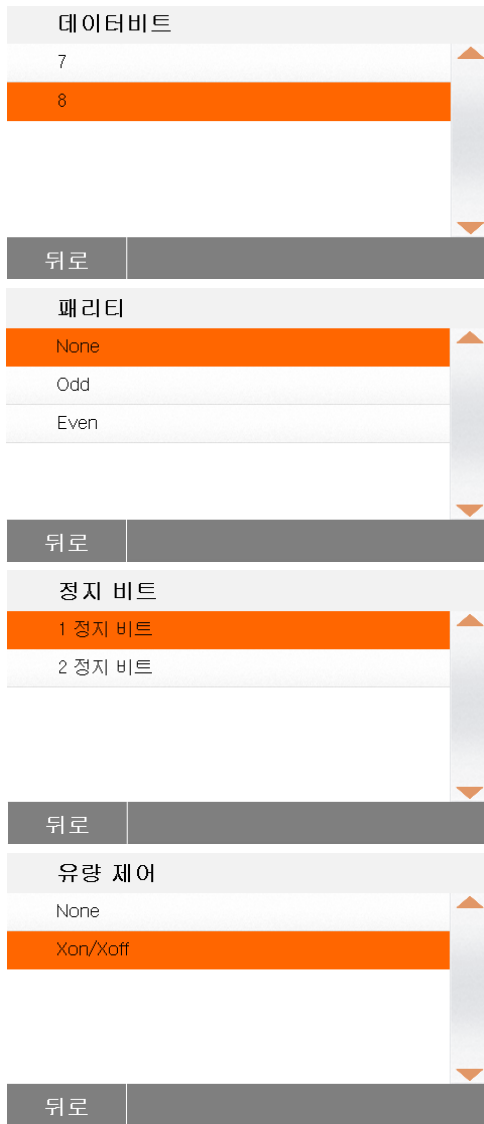 데이터비트
7
8
뒤로
패리티
None
Odd
Even
뒤로
정지 비트
1 정지 비트
2 정지 비트
뒤로
유량 제어
None
Xon/Xoff
뒤로